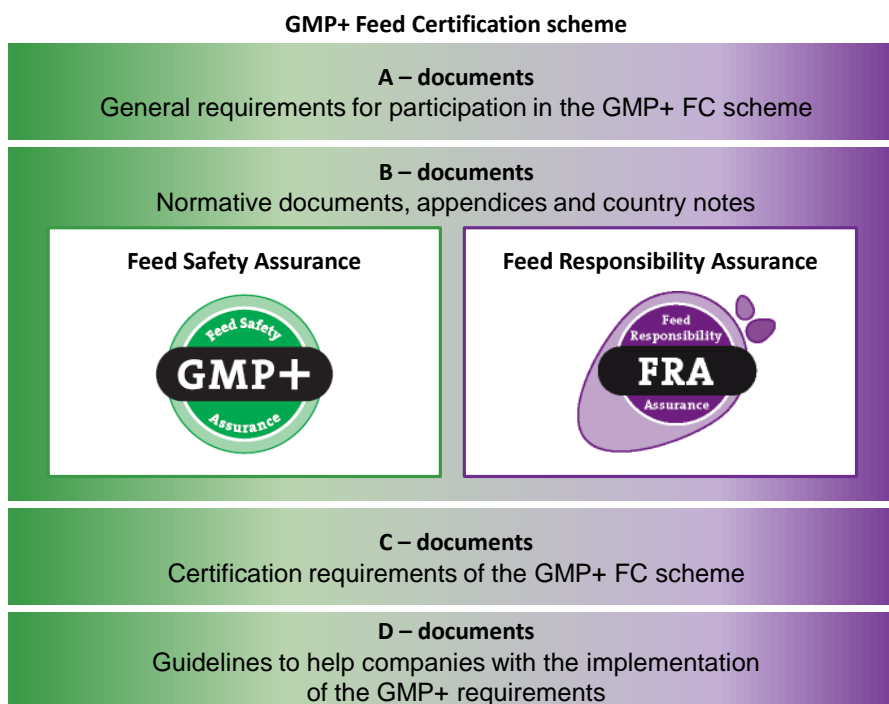 GMP+ Feed Certification scheme
A – documents
General requirements for participation in the GMP+ FC scheme
B – documents
Normative documents, appendices and country notes
Feed Safety Assurance
Feed Safety
GMP+
Assurance
Feed Responsibility Assurance
Feed
Responsibility
FRA
Assurance
C – documents
Certification requirements of the GMP+ FC scheme
D – documents
Guidelines to help companies with the implementation
of the GMP+ requirements